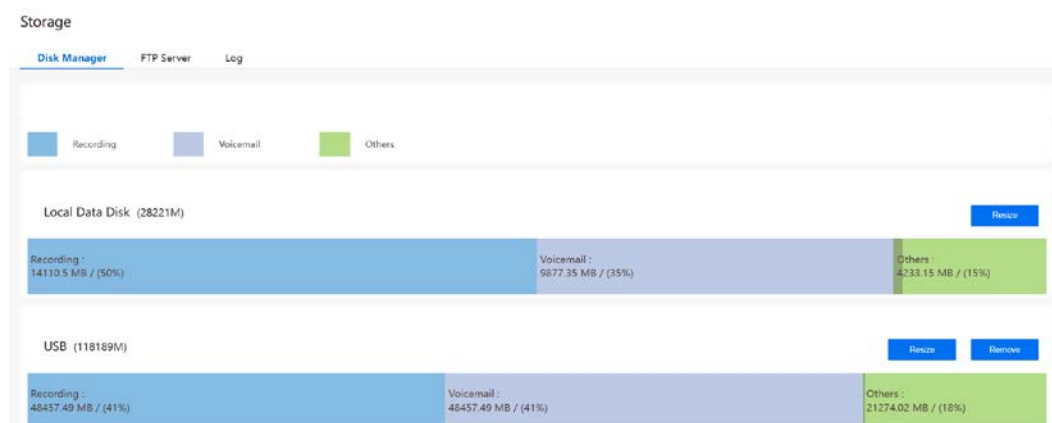 Storage
Disk Manager FTP Server Log
Recording Voicemail Others
Local Data Disk (28221M)
Resize
Recording :
14110.5 MB / (50%)
Voicemail :
9877.35 MB / (35%)
Others :
4233.15 MB / (15%)
USB (118189M)
Resize Remove
Recording :
48457.49 MB / (41%)
Voicemail :
48457.49 MB / (41%)
Others :
21274.02 MB / (18%)